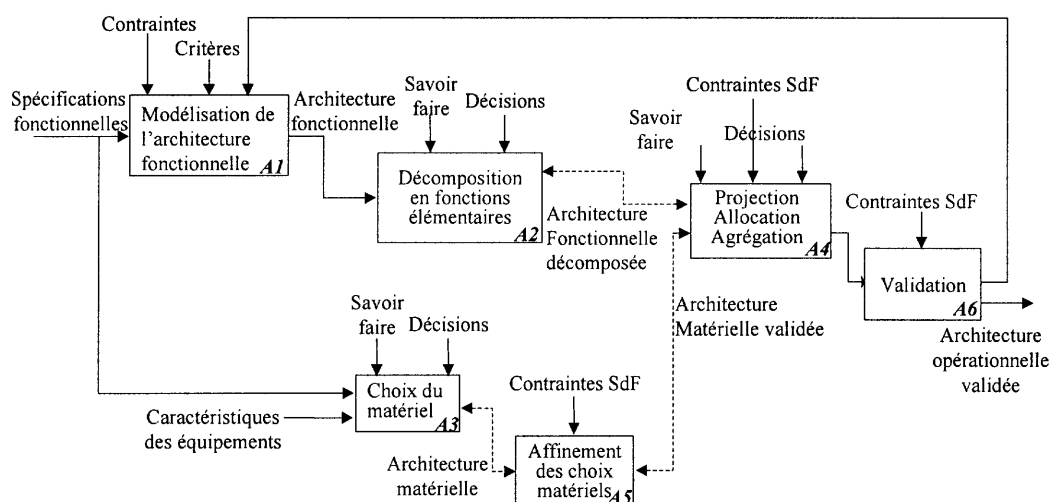 Contraintes
Critères
Spécifications
fonctionnelles
Modélisation de
l'architecture
fonctionnelle
A1
Architecture
fonctionnelle
Savoir
faire
Décisions
Décomposition
en fonctions
élémentaires
A2
Architecture
Fonctionnelle
décomposée
Contraintes SdF
Savoir
faire
Décisions
Projection
Allocation
Agrégation
A4
Contraintes SdF
Validation
A6
Architecture
opérationnelle
validée
Architecture
Matérielle validée
Savoir
faire
Décisions
Choix du
matériel
A3
Caractéristiques
des équipements
Architecture
matérielle
Contraintes SdF
Affinement
des choix
matériels
A5